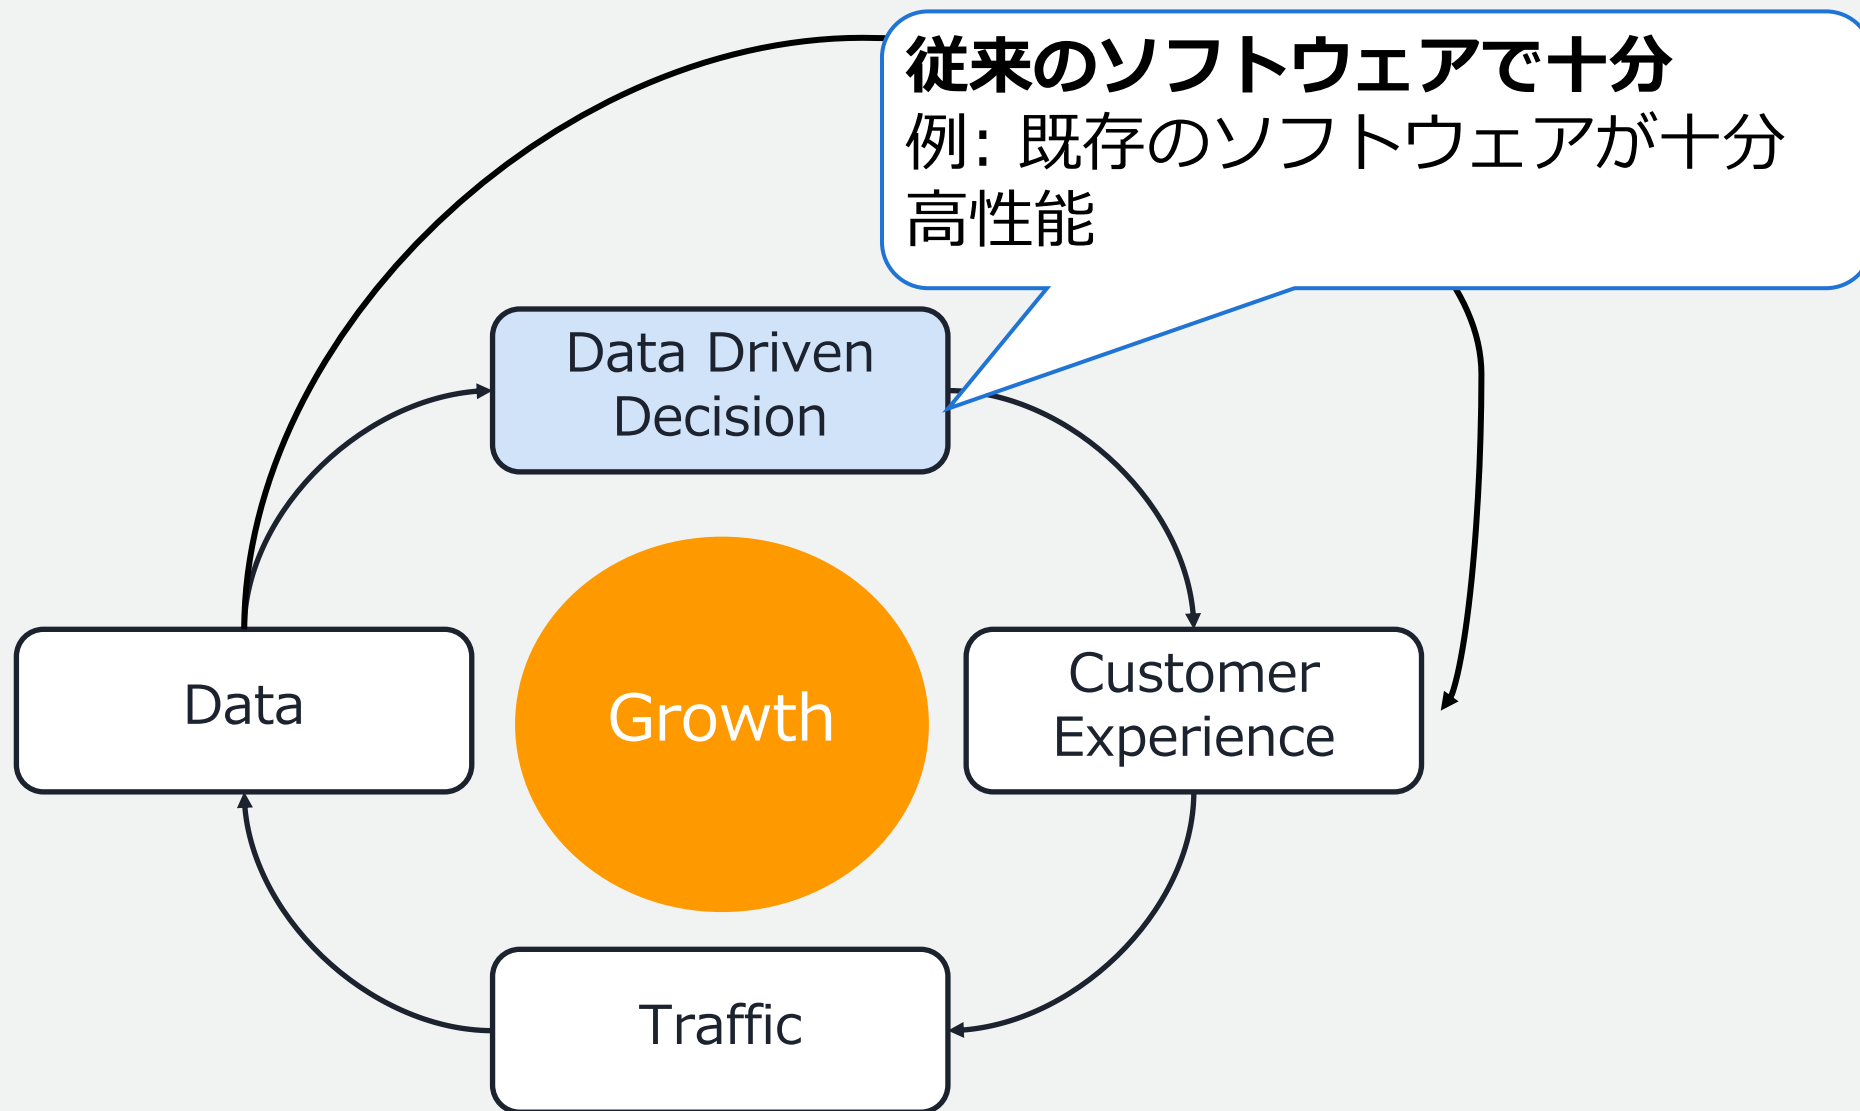 従来のソフトウェアで十分
例: 既存のソフトウェアが十分
高性能
Data Driven
Decision
Data
Growth
Customer
Experience
Traffic